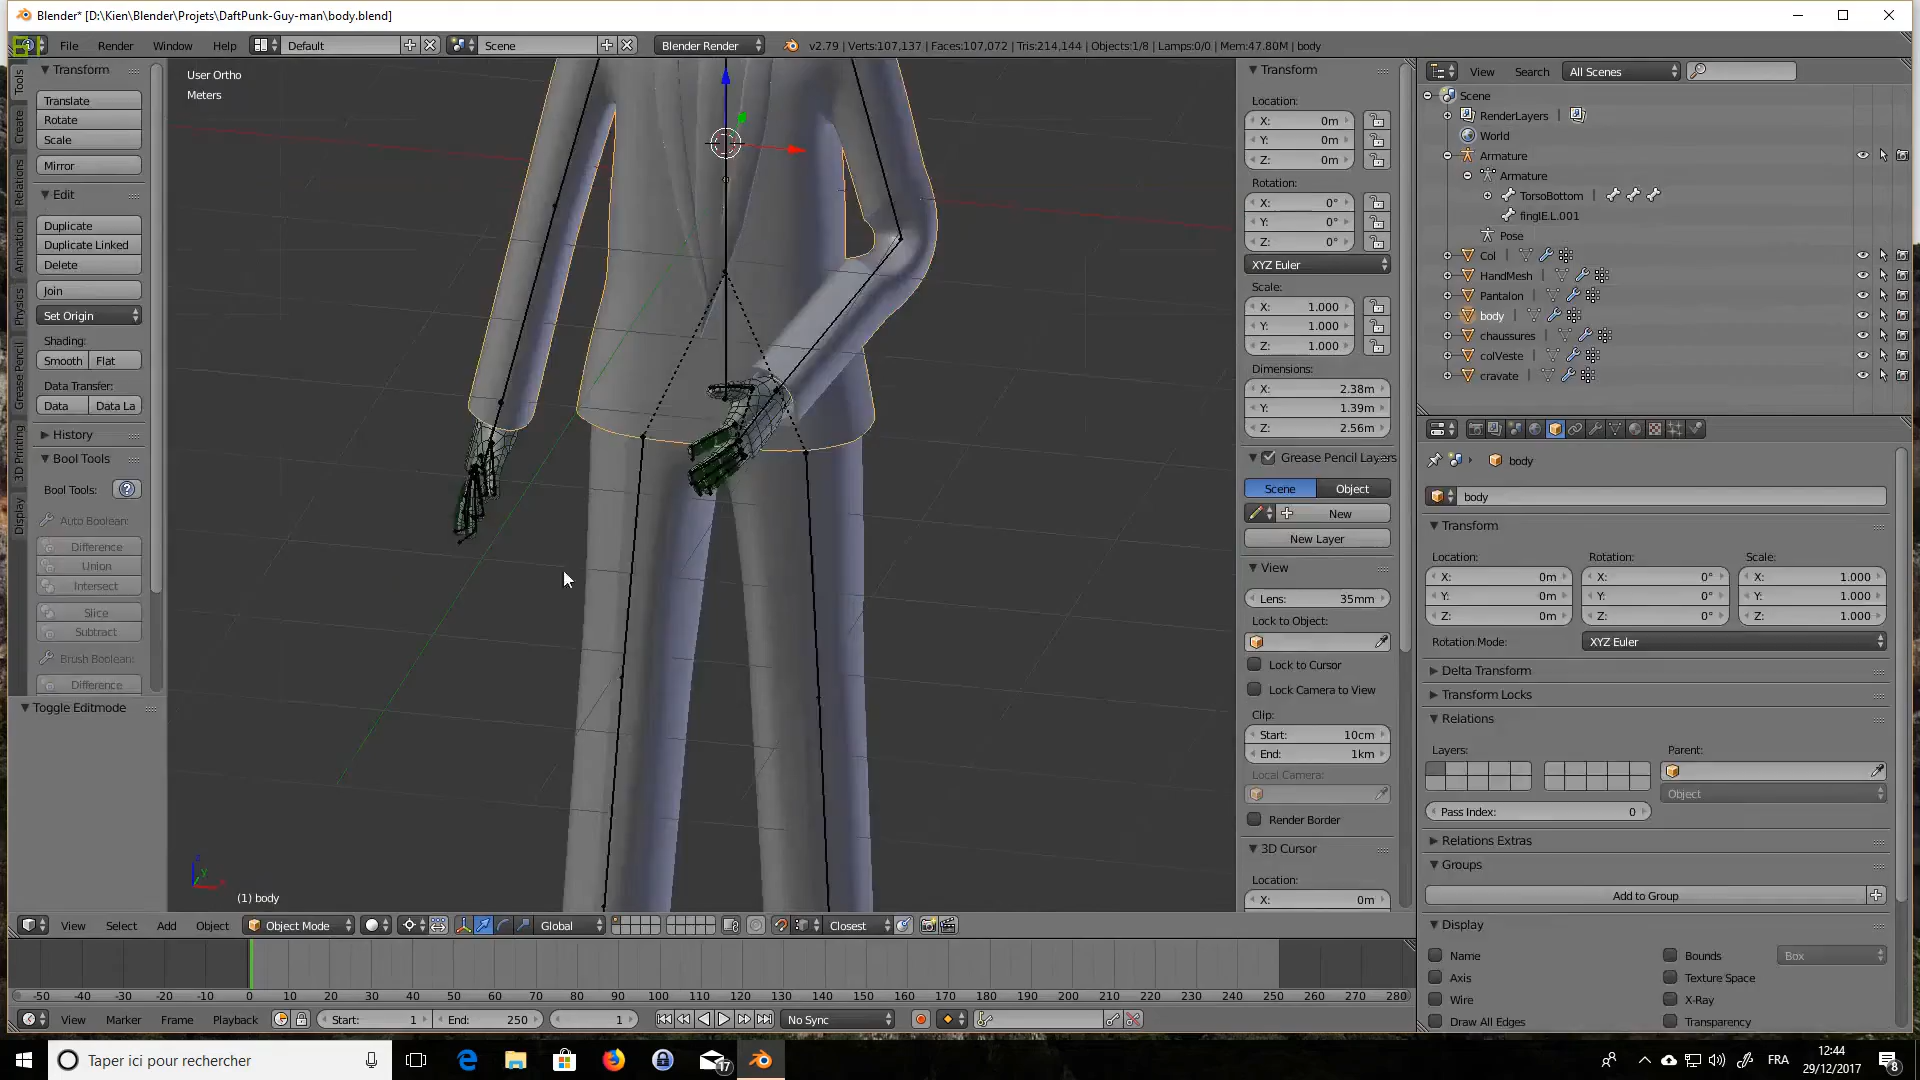 Blender* [D:\Kien\Blender\Projets\DaftPunk-Guy-man\body.blend]
File Render Window Help Default Scene Blender Render v2.79 | Verts:107,137 | Faces:107,072 | Tris:214,144 | Objects:1/8 | Lamps:0/0 | Mem:47.80M | body
Tools
Create
Relations
Animation
Physics
Grease Pencil
3D Printing
Display
Transform
Translate
Rotate
Scale
Mirror
Edit
Duplicate
Duplicate Linked
Delete
Join
Set Origin
Shading:
Smooth Flat
Data Transfer:
Data Data La
History
Bool Tools
Bool Tools:
Auto Boolean:
Difference
Union
Intersect
Slice
Subtract
Brush Boolean:
Difference
Toggle Editmode
User Ortho
Meters
(1) body
Transform
Location:
X: 0m
Y: 0m
Z: 0m
Rotation:
X: 0°
Y: 0°
Z: 0°
XYZ Euler
Scale:
X: 1.000
Y: 1.000
Z: 1.000
Dimensions:
X: 2.38m
Y: 1.39m
Z: 2.56m
Grease Pencil Layers
Scene Object
New
New Layer
View
Lens: 35mm
Lock to Object:
Lock to Cursor
Lock Camera to View
Clip:
Start: 10cm
End: 1km
Local Camera:
Render Border
3D Cursor
Location:
X: 0m
View Search All Scenes
Scene
RenderLayers
World
Armature
Armature
TorsoBottom
fingIE.L.001
Pose
Col
HandMesh
Pantalon
body
chaussures
colVeste
cravate
body
body
Transform
Location: Rotation: Scale:
X: 0m X: 0° X: 1.000
Y: 0m Y: 0° Y: 1.000
Z: 0m Z: 0° Z: 1.000
Rotation Mode: XYZ Euler
Delta Transform
Transform Locks
Relations
Layers: Parent:
Object
Pass Index: 0
Relations Extras
Groups
Add to Group
Display
Name Bounds Box
Axis Texture Space
Wire X-Ray
Draw All Edges Transparency
View Select Add Object Object Mode Global Closest
-50 -40 -30 -20 -10 0 10 20 30 40 50 60 70 80 90 100 110 120 130 140 150 160 170 180 190 200 210 220 230 240 250 260 270 280
View Marker Frame Playback Start: 1 End: 250 1 No Sync
Taper ici pour rechercher
17
FRA
12:44
29/12/2017
8